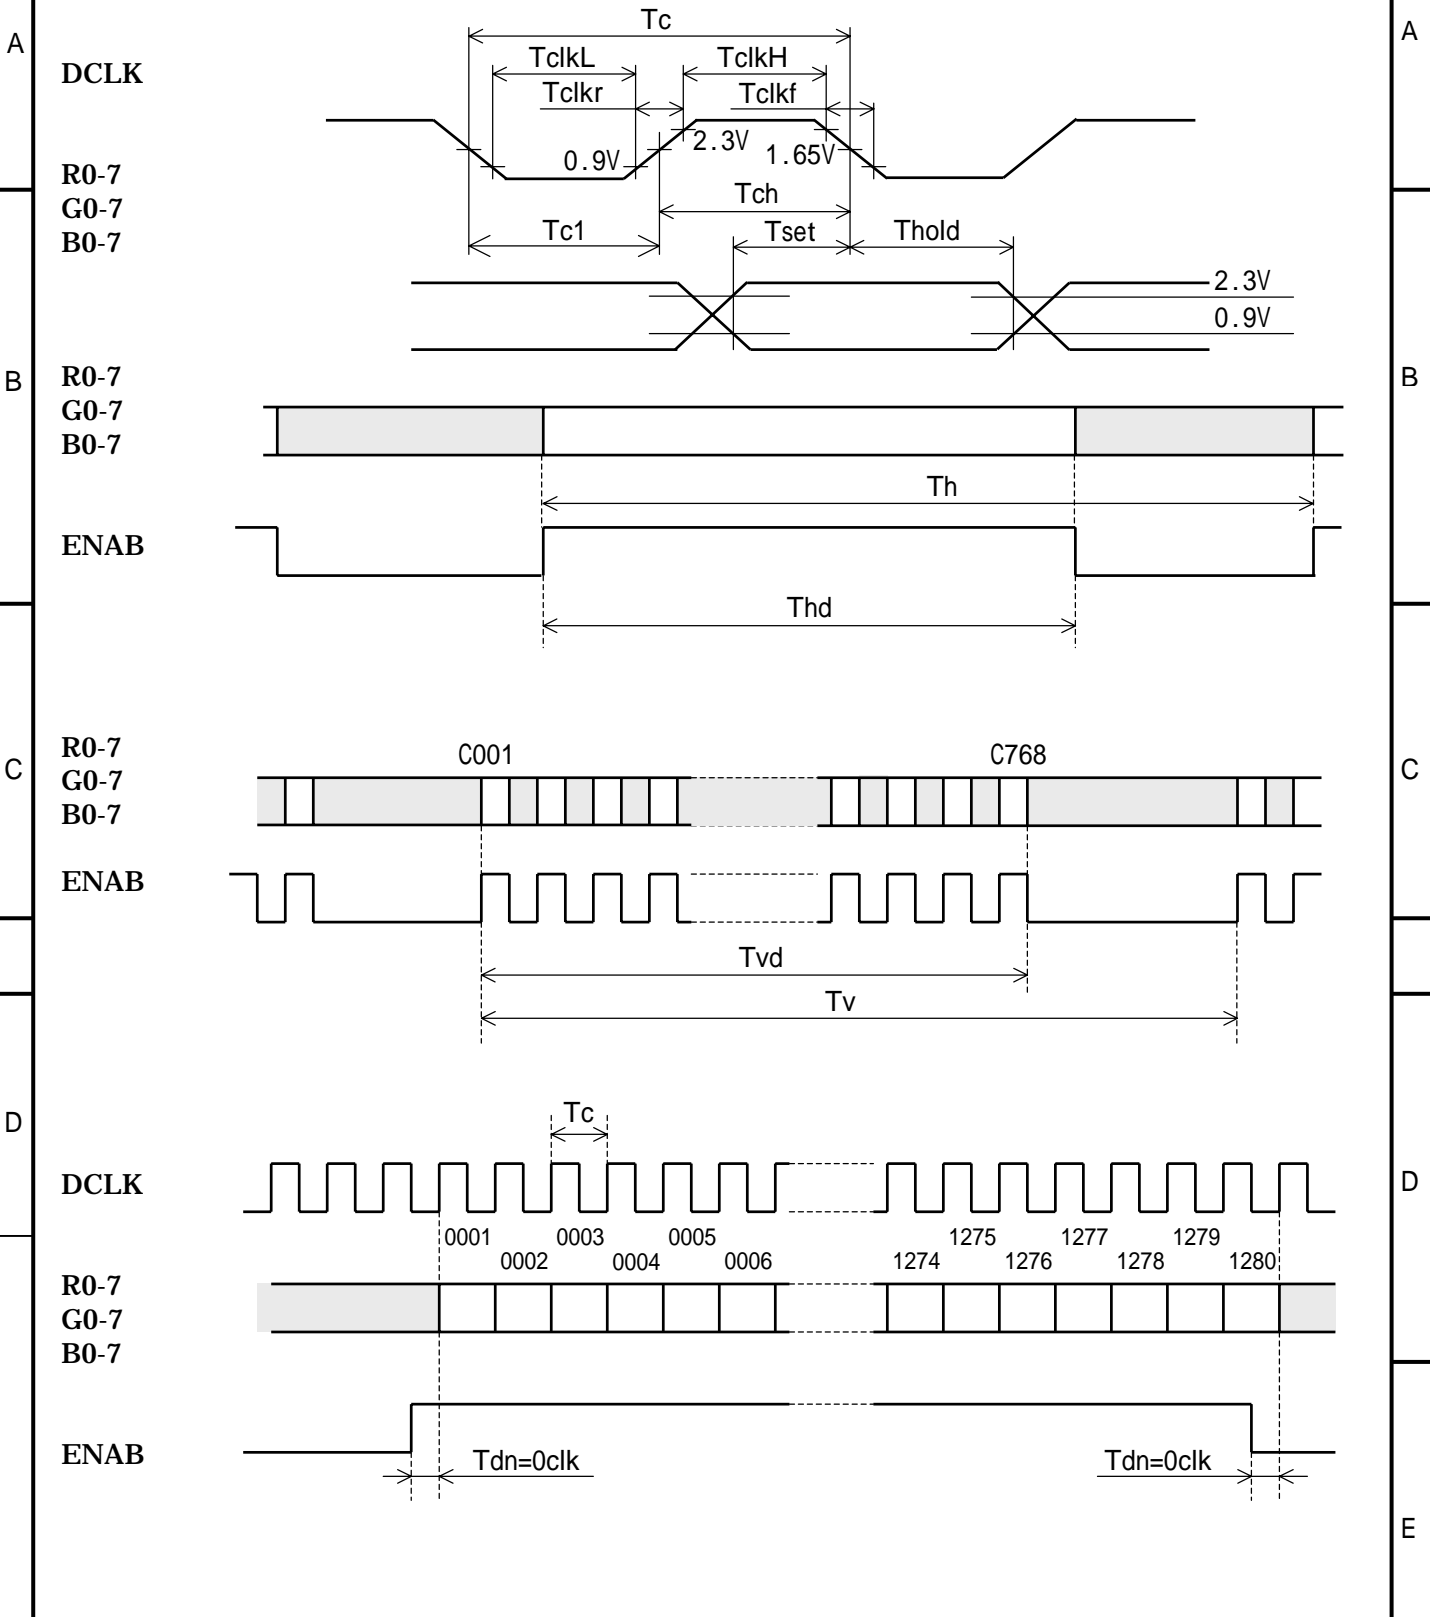 A
A
Tc
DCLK
TclkL
TclkH
Tclkr
Tclkf
2.3V
0.9V
1.65V
R0-7
G0-7
B0-7
Tch
Tc1
Tset
Thold
2.3V
0.9V
B
B
R0-7
G0-7
B0-7
Th
ENAB
Thd
C
C
R0-7
G0-7
B0-7
C001
C768
ENAB
Tvd
Tv
D
D
Tc
DCLK
0001
0003
0005
1275
1277
1279
0002
0004
0006
1274
1276
1278
1280
R0-7
G0-7
B0-7
ENAB
Tdn=0clk
Tdn=0clk
E